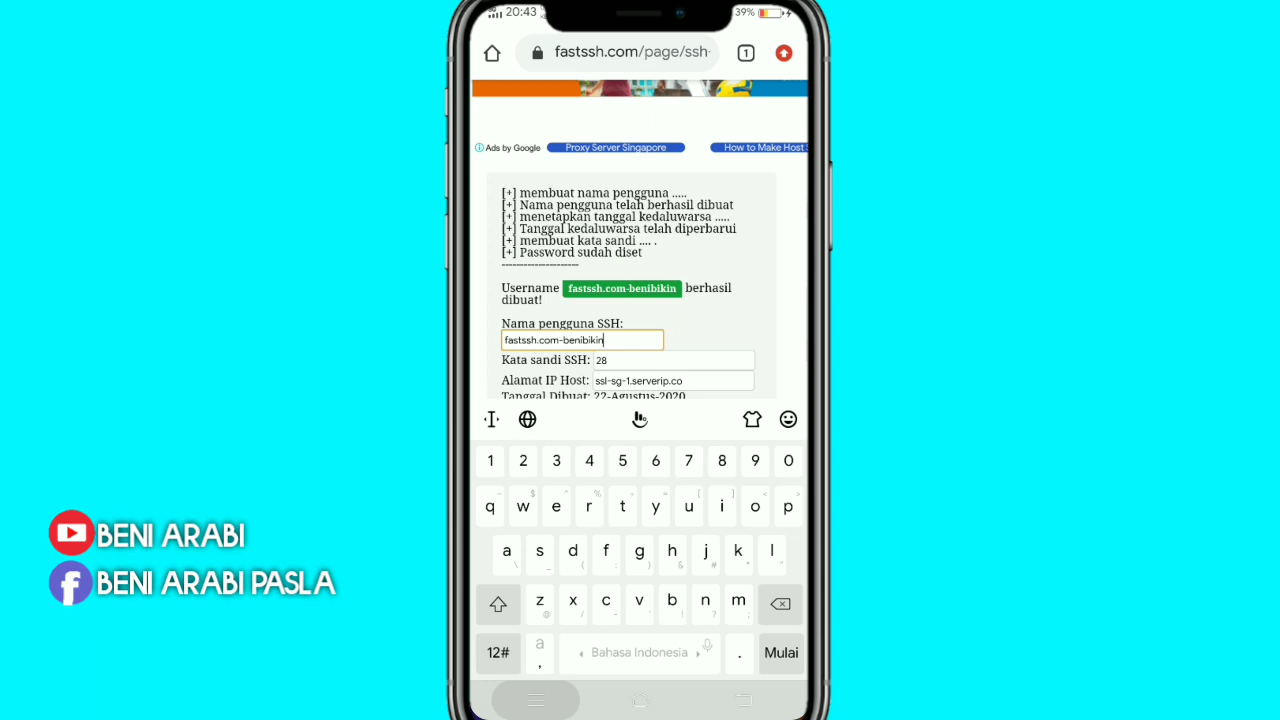 20:43
39%
fastssh.com/page/ssh-
1
Ads by Google
Proxy Server Singapore
How to Make Host
[+] membuat nama pengguna .....
[+] Nama pengguna telah berhasil dibuat
[+] menetapkan tanggal kedaluwarsa .....
[+] Tanggal kedaluwarsa telah diperbarui
[+] membuat kata sandi .... .
[+] Password sudah diset
----------------------
Username fastssh.com-benibikin berhasil
dibuat!
Nama pengguna SSH:
fastssh.com-benibikin
Kata sandi SSH: 28
Alamat IP Host: ssl-sg-1.serverip.co
Tanggal Dibuat: 22-Agustus-2020
1 2 3 4 5 6 7 8 9 0
q w e r t y u i o p
a s d f g h j k l
z x c v b n m
12# a , Bahasa Indonesia . Mulai
BENI ARABI
BENI ARABI PASLA